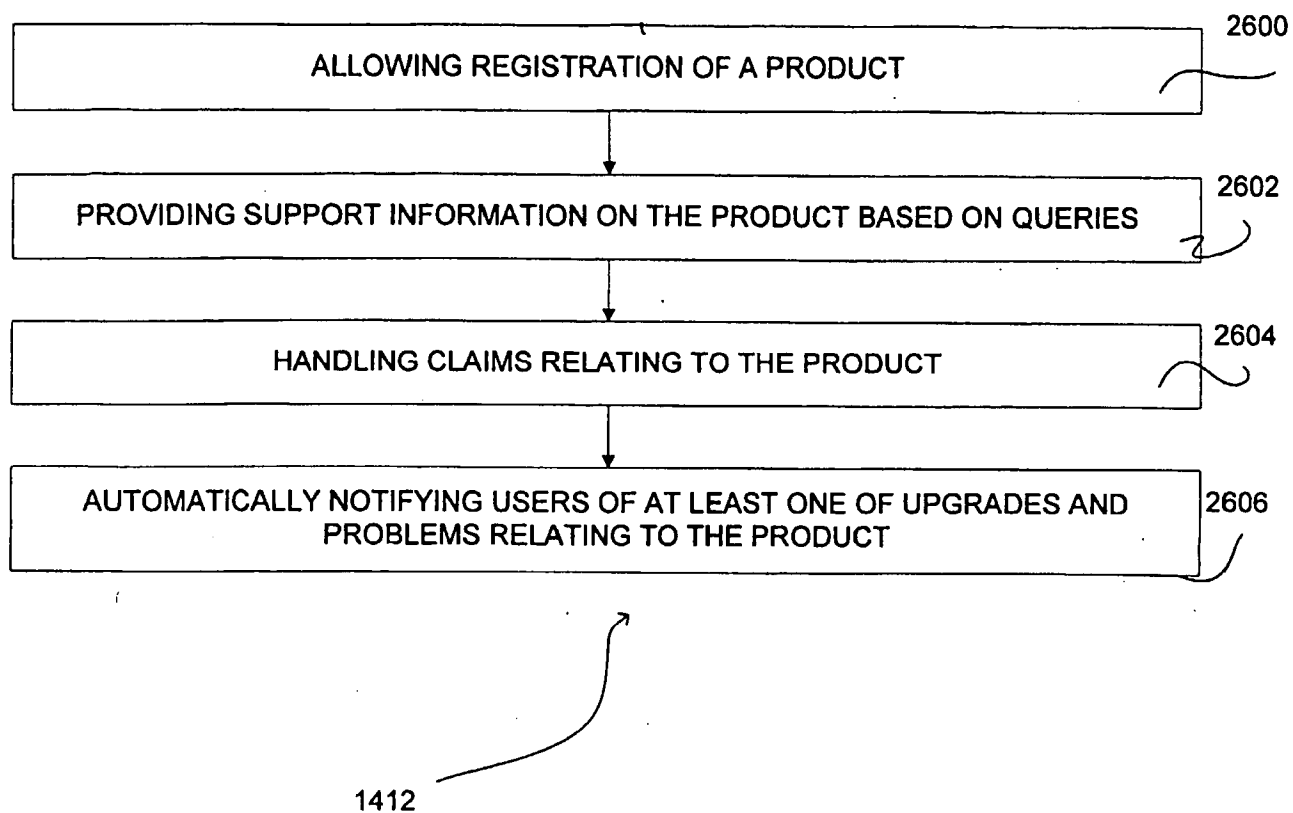 2600
ALLOWING REGISTRATION OF A PRODUCT
2602
PROVIDING SUPPORT INFORMATION ON THE PRODUCT BASED ON QUERIES
2604
HANDLING CLAIMS RELATING TO THE PRODUCT
2606
AUTOMATICALLY NOTIFYING USERS OF AT LEAST ONE OF UPGRADES AND
PROBLEMS RELATING TO THE PRODUCT
1412